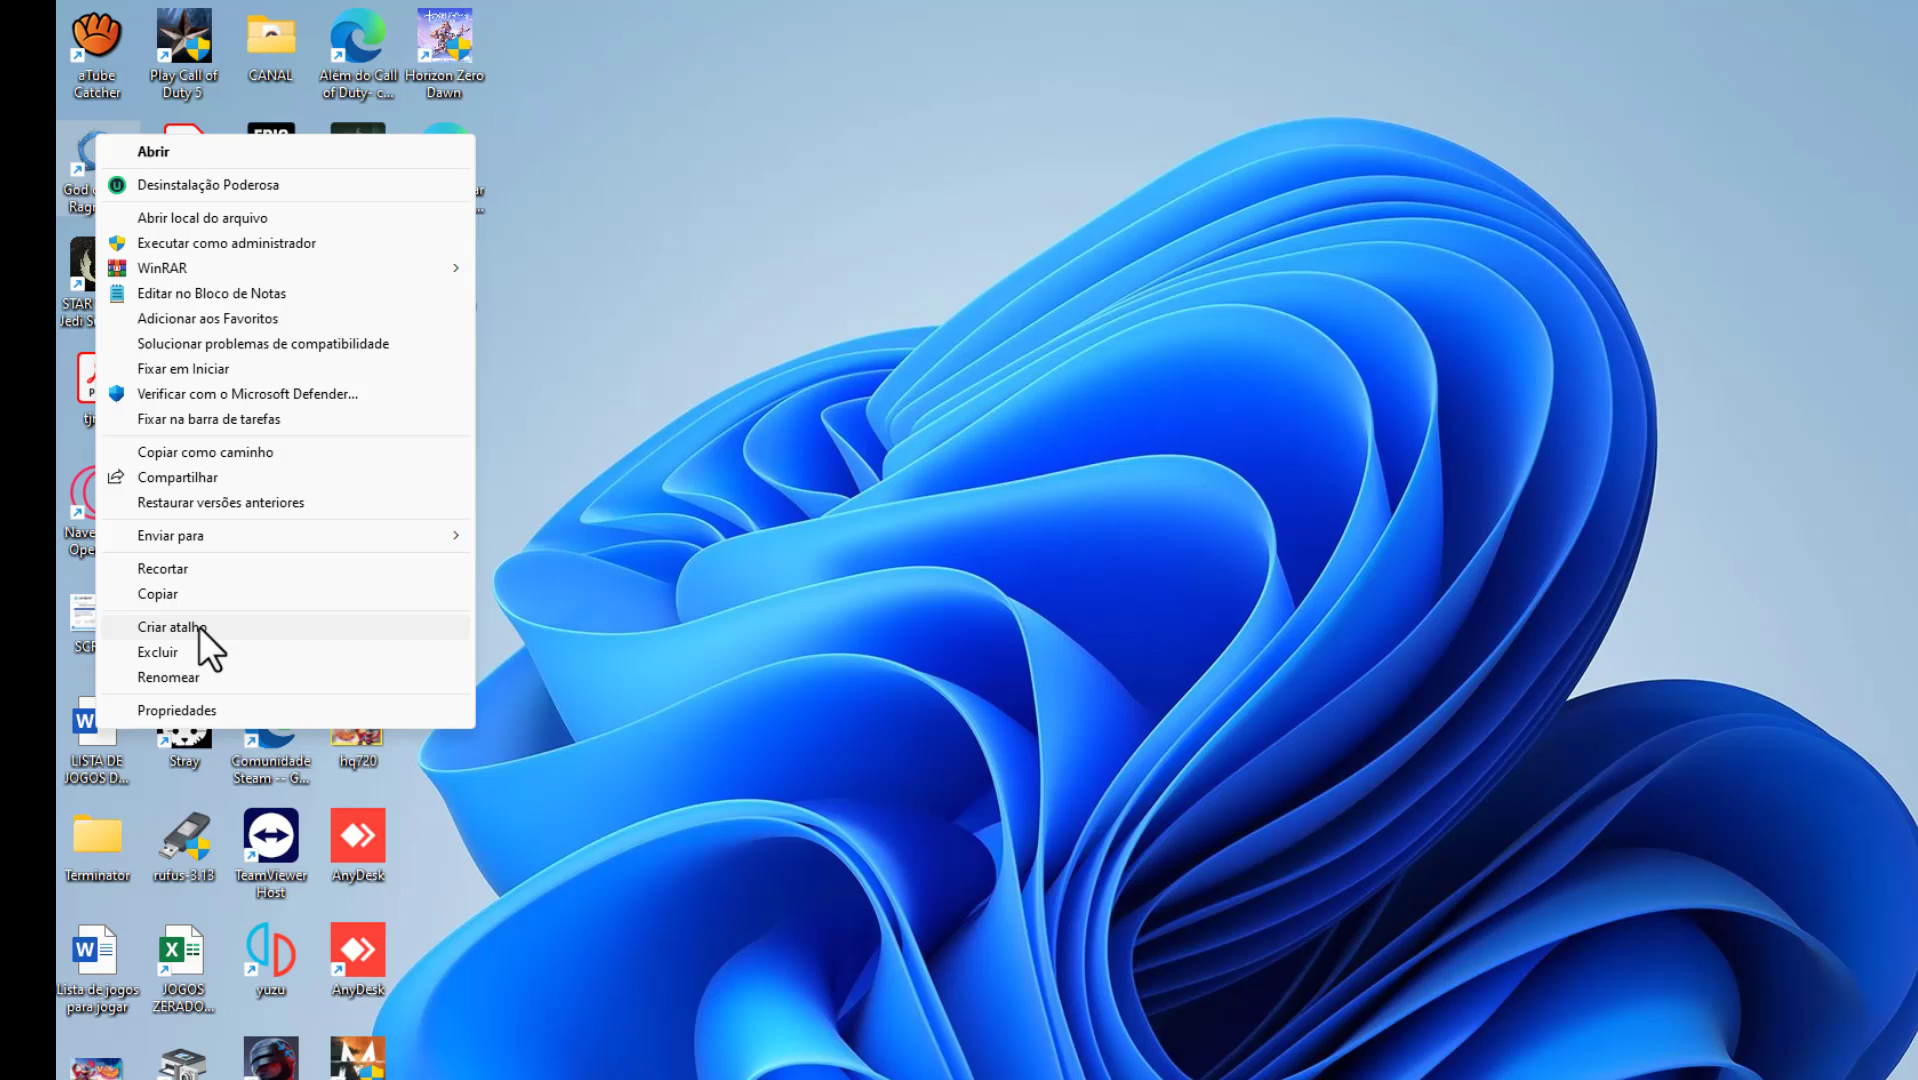 aTube
Catcher
Play Call of
Duty 5
CANAL
Além do Call
of Duty- c...
Horizon Zero
Dawn
Abrir
Desinstalação Poderosa
Abrir local do arquivo
Executar como administrador
WinRAR
Editar no Bloco de Notas
Adicionar aos Favoritos
Solucionar problemas de compatibilidade
Fixar em Iniciar
Verificar com o Microsoft Defender...
Fixar na barra de tarefas
Copiar como caminho
Compartilhar
Restaurar versões anteriores
Enviar para
Recortar
Copiar
Criar atalho
Excluir
Renomear
Propriedades
LISTA DE
JOGOS D...
Stray
Comunidade
Steam -- G...
hq720
Terminator
rufus-3.13
TeamViewer
Host
AnyDesk
Lista de jogos
para jogar
JOGOS
ZERADO...
yuzu
AnyDesk